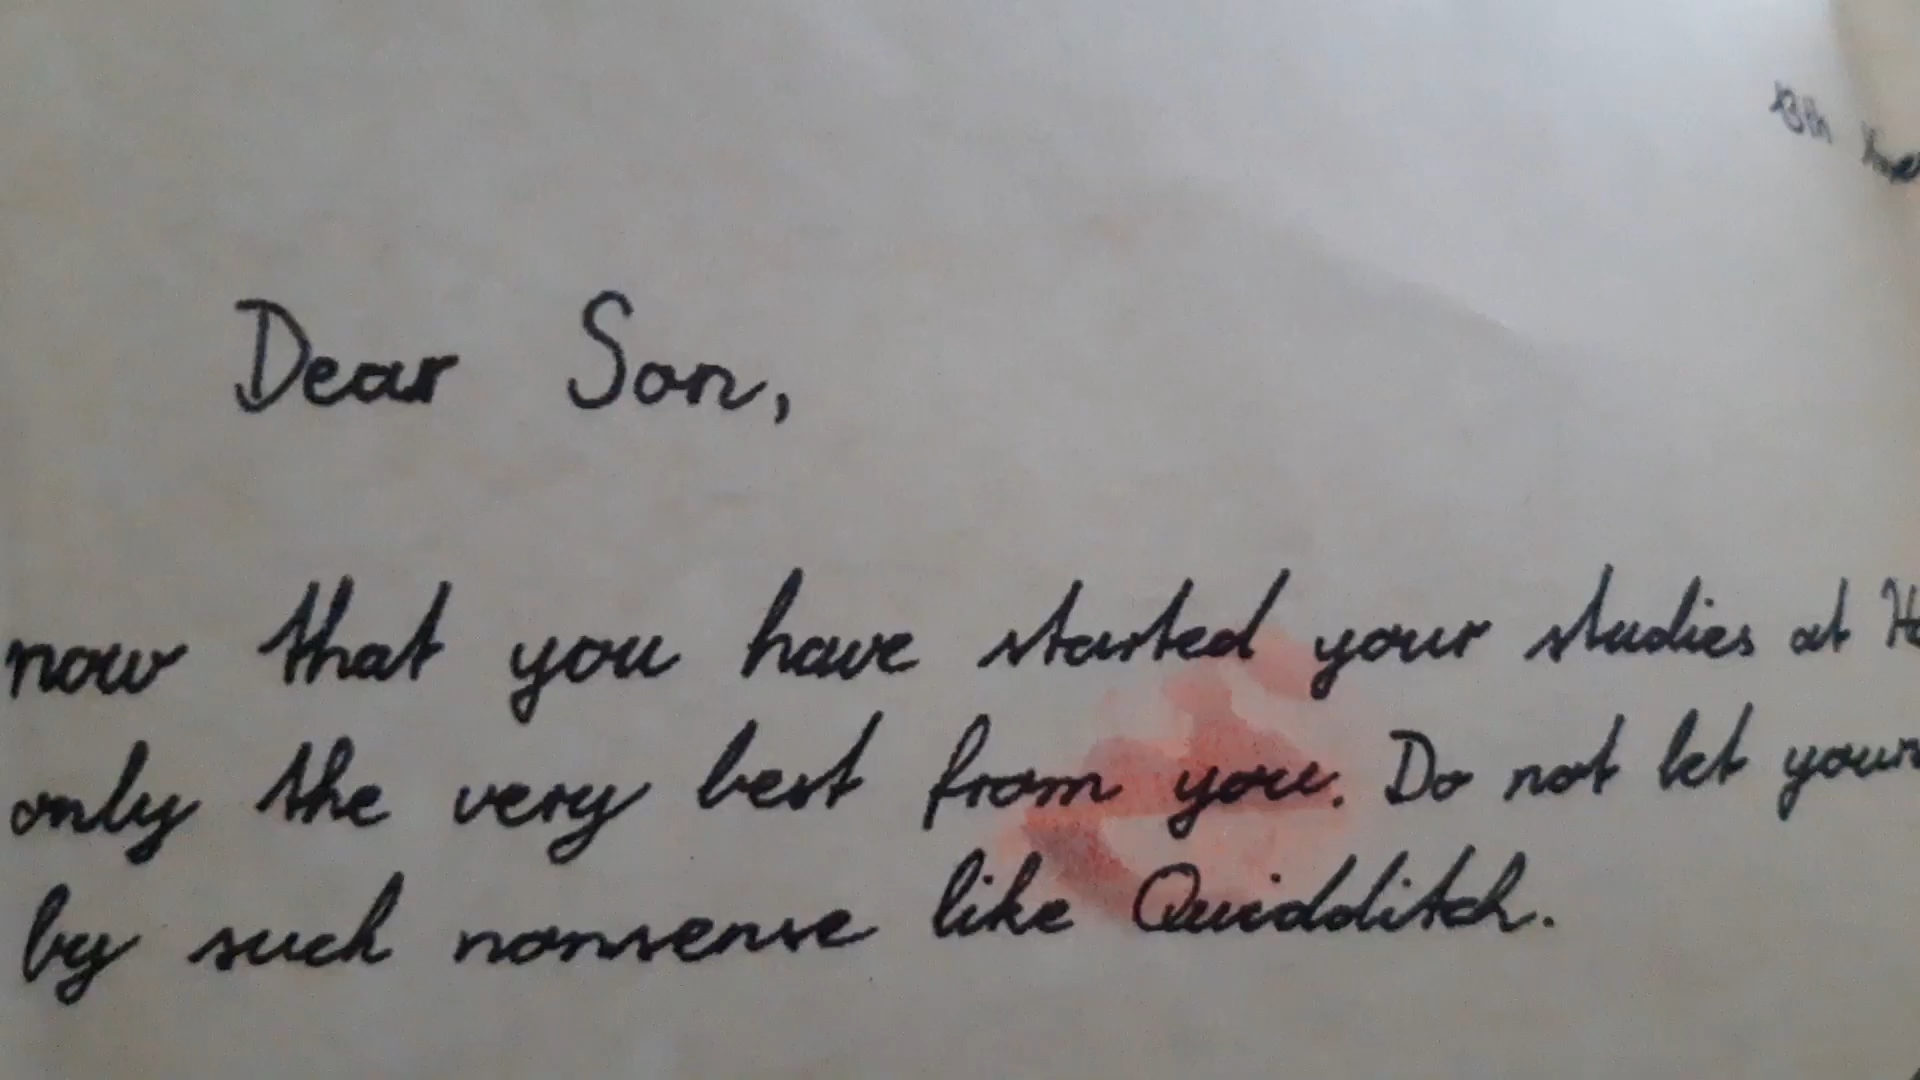 Dear Son,
now that you have started your studies at
only the very best from you. Do not let
by such nonsense like Quidditch.